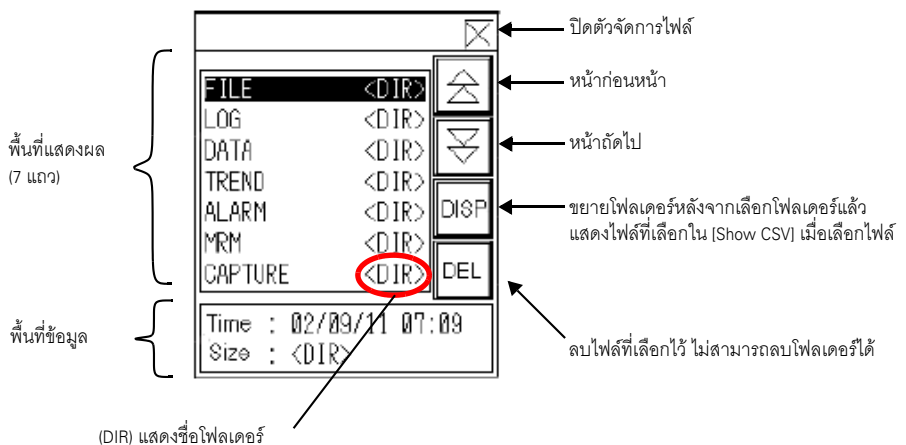 ปิดตัวจัดการไฟล์
หน้าก่อนหน้า
FILE <DIR>
LOG <DIR>
DATA <DIR>
TREND <DIR>
ALARM <DIR>
MRM <DIR>
CAPTURE <DIR>
พื้นที่แสดงผล
(7 แถว)
หน้าถัดไป
DISP
ขยายโฟลเดอร์หลังจากเลือกโฟลเดอร์แล้ว
แสดงไฟล์ที่เลือกใน [Show CSV] เมื่อเลือกไฟล์
DEL
พื้นที่ข้อมูล
Time : 02/09/11 07:09
Size : <DIR>
ลบไฟล์ที่เลือกไว้ ไม่สามารถลบโฟลเดอร์ได้
(DIR) แสดงชื่อโฟลเดอร์